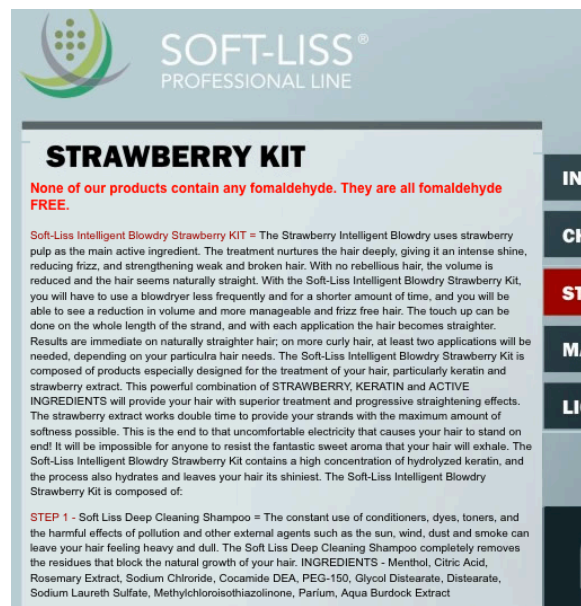 SOFT-LISS®
PROFESSIONAL LINE
STRAWBERRY KIT
None of our products contain any fomaldehyde. They are all fomaldehyde
FREE.
Soft-Liss Intelligent Blowdry Strawberry KIT = The Strawberry Intelligent Blowdry uses strawberry
pulp as the main active ingredient. The treatment nurtures the hair deeply, giving it an intense shine,
reducing frizz, and strengthening weak and broken hair. With no rebellious hair, the volume is
reduced and the hair seems naturally straight. With the Soft-Liss Intelligent Blowdry Strawberry Kit,
you will have to use a blowdryer less frequently and for a shorter amount of time, and you will be
able to see a reduction in volume and more manageable and frizz free hair. The touch up can be
done on the whole length of the strand, and with each application the hair becomes straighter.
Results are immediate on naturally straighter hair; on more curly hair, at least two applications will be
needed, depending on your particulra hair needs. The Soft-Liss Intelligent Blowdry Strawberry Kit is
composed of products especially designed for the treatment of your hair, particularly keratin and
strawberry extract. This powerful combination of STRAWBERRY, KERATIN and ACTIVE
INGREDIENTS will provide your hair with superior treatment and progressive straightening effects.
The strawberry extract works double time to provide your strands with the maximum amount of
softness possible. This is the end to that uncomfortable electricity that causes your hair to stand on
end! It will be impossible for anyone to resist the fantastic sweet aroma that your hair will exhale. The
Soft-Liss Intelligent Blowdry Strawberry Kit contains a high concentration of hydrolyzed keratin, and
the process also hydrates and leaves your hair its shiniest. The Soft-Liss Intelligent Blowdry
Strawberry Kit is composed of:
STEP 1 - Soft Liss Deep Cleaning Shampoo = The constant use of conditioners, dyes, toners, and
the harmful effects of pollution and other external agents such as the sun, wind, dust and smoke can
leave your hair feeling heavy and dull. The Soft Liss Deep Cleaning Shampoo completely removes
the residues that block the natural growth of your hair. INGREDIENTS - Menthol, Citric Acid,
Rosemary Extract, Sodium Chlroride, Cocamide DEA, PEG-150, Glycol Distearate, Distearate,
Sodium Laureth Sulfate, Methylchloroisothiazolinone, Parium, Aqua Burdock Extract
IN
CH
ST
MA